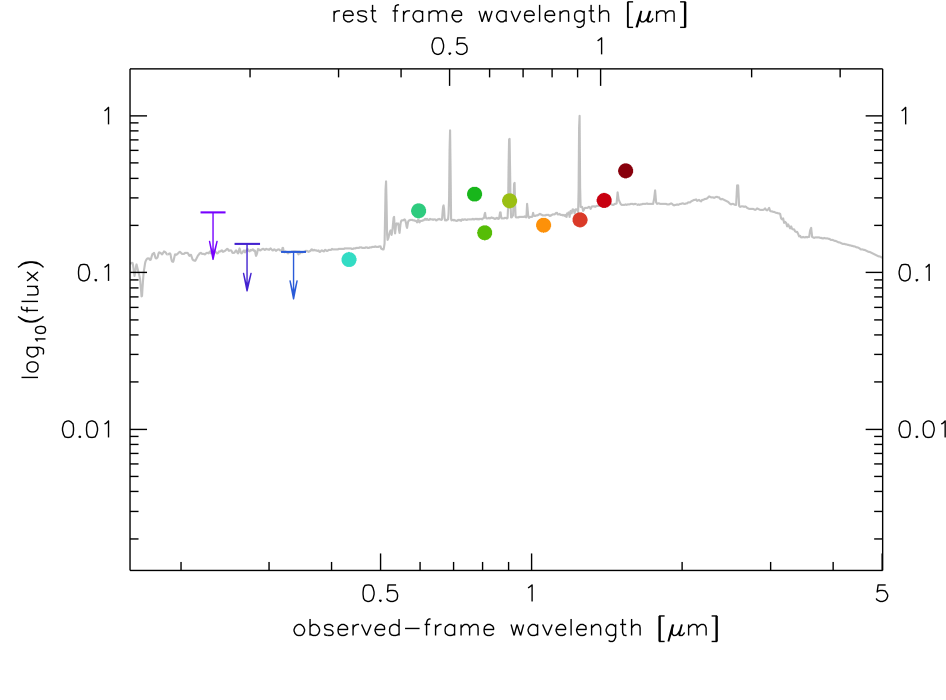 rest frame wavelength [μm]
0.5 1
1 1
0.1 0.1
0.01 0.01
log10(flux)
0.5 1 5
observed-frame wavelength [μm]